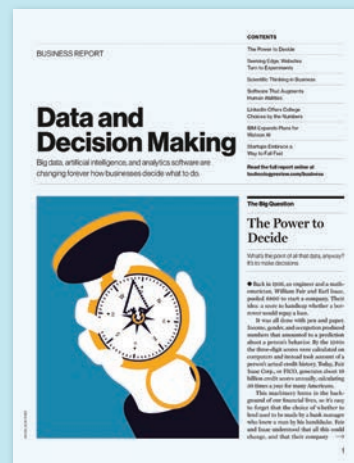 BUSINESS REPORT
Data and
Decision Making
Big data, artificial intelligence, and analytics software are
changing forever how businesses decide what to do.
CONTENTS
The Power to Decide
Seeking Edge, Websites
Turn to Experiments
Scientific Thinking in Business
Software That Augments
Human Abilities
LinkedIn Offers College
Choices by the Numbers
IBM Expands Plans for
Watson AI
Startups Embrace a
Way to Fail Fast
Read the full report online at
technologyreview.com/business
The Big Question
The Power to
Decide
What's the point of all that data, anyway?
It's to make decisions.
Back in 1956, an engineer and a math-
ematician, William Fair and Earl Isaac,
pooled $800 to start a company. Their
idea: a score to handicap whether a bor-
rower would repay a loan.
It was all done with pen and paper.
Income, gender, and occupation produced
numbers that amounted to a prediction
about a person's behavior. By the 1980s
the three-digit scores were calculated on
computers and instead took account of a
person's actual credit history. Today, Fair
Isaac Corp., or FICO, generates about 10
billion credit scores annually, calculating
50 times a year for many Americans.
This machinery hums in the back-
ground of our financial lives, so it's easy
to forget that the choice of whether to
lend used to be made by a bank manager
who knew a man by his handshake. Fair
and Isaac understood that all this could
change, and that their company →
1